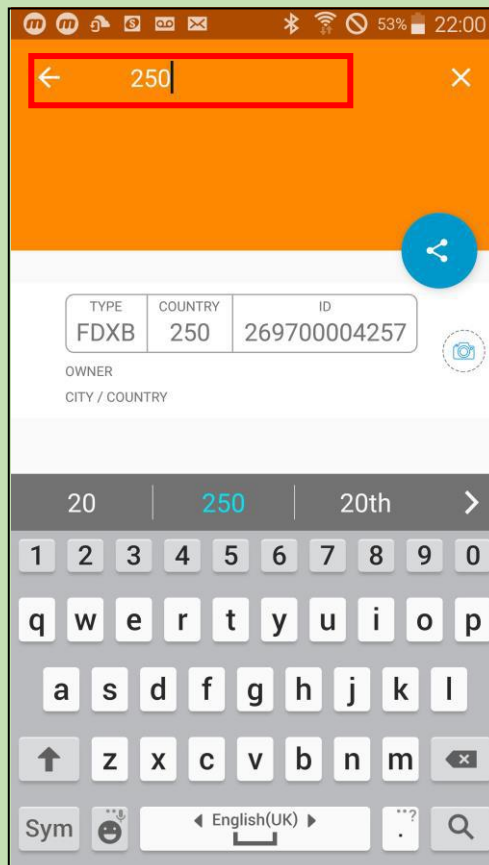 53% 22:00
250
TYPE COUNTRY ID
FDXB 250 269700004257
OWNER
CITY / COUNTRY
20 250 20th
1 2 3 4 5 6 7 8 9 0
q w e r t y u i o p
a s d f g h j k l
z x c v b n m
Sym English(UK) . ?